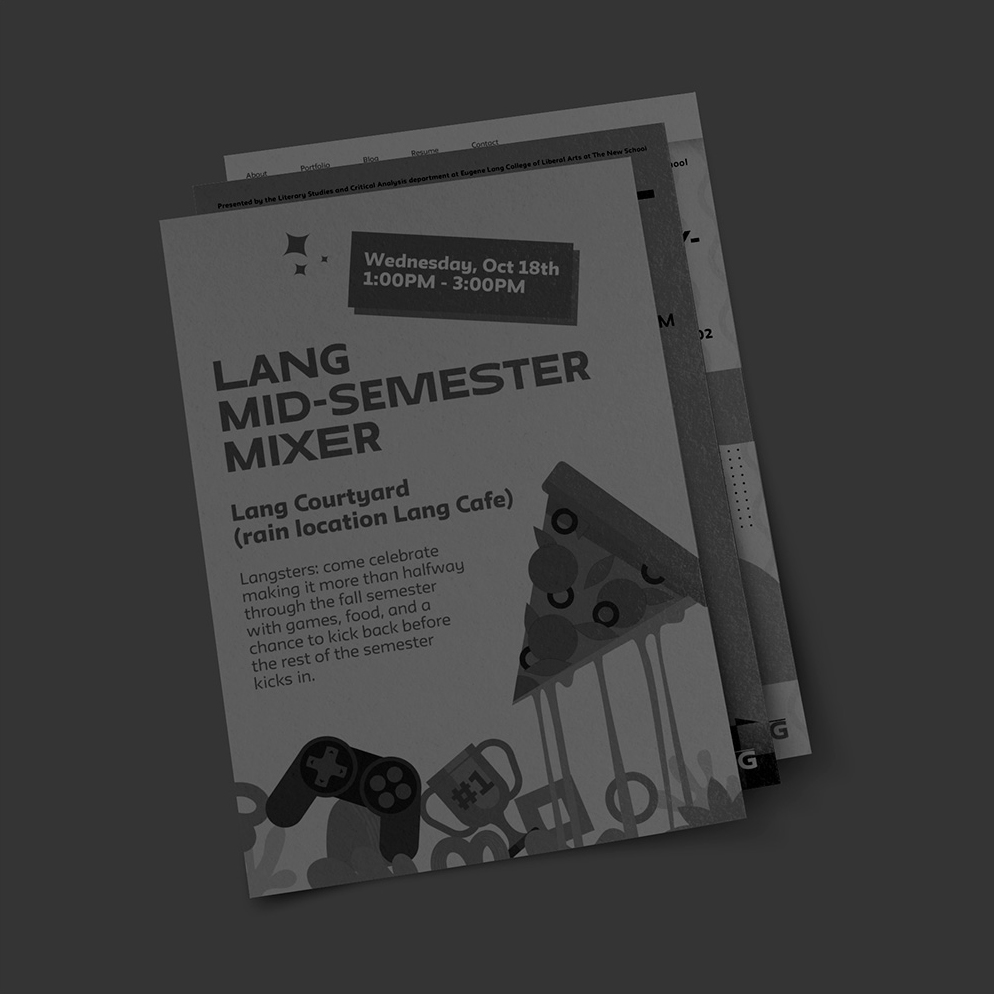 About
Portfolio
Blog
Resume
Contact
Presented by the Literary Studies and Critical Analysis department at Eugene Lang College of Liberal Arts at The New School
ool
Y-
M
02
Wednesday, Oct 18th
1:00PM - 3:00PM
LANG
MID-SEMESTER
MIXER
Lang Courtyard
(rain location Lang Cafe)
Langsters: come celebrate
making it more than halfway
through the fall semester
with games, food, and a
chance to kick back before
the rest of the semester
kicks in.
#1
G
G